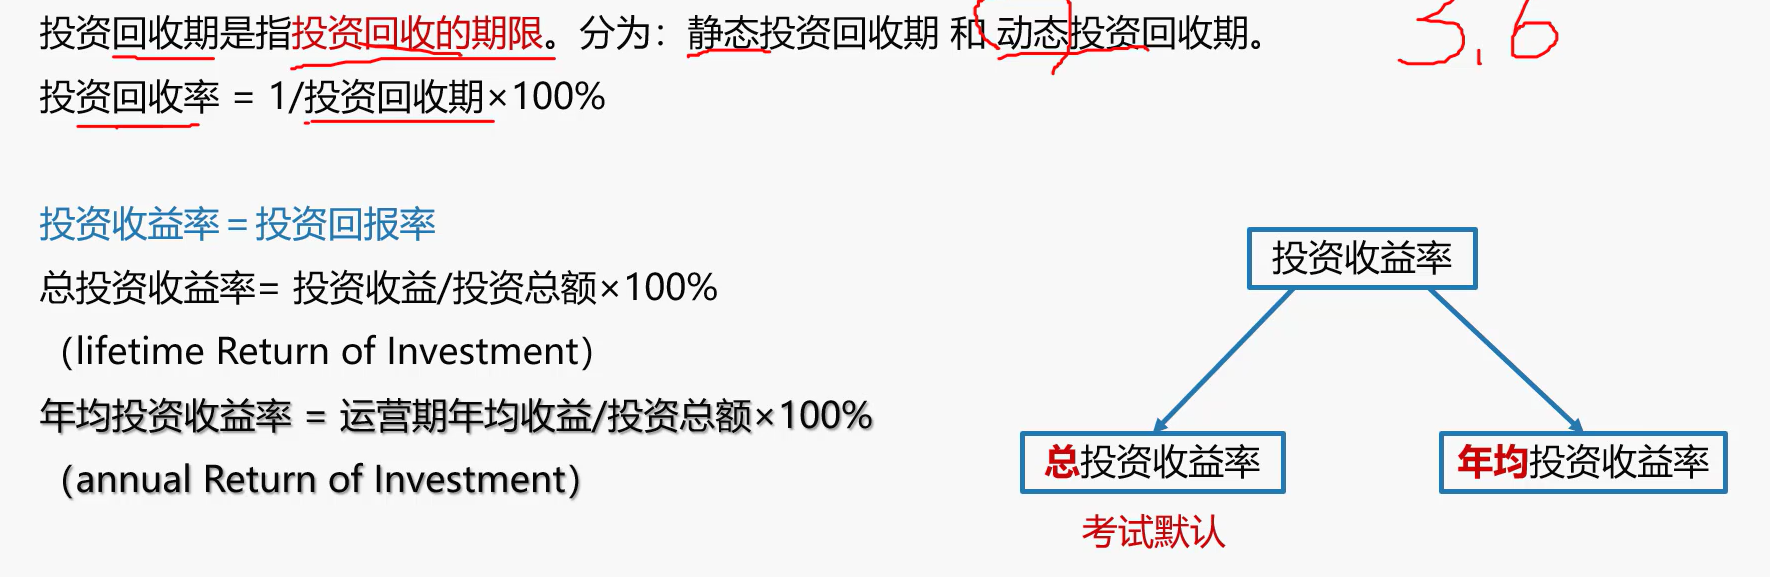 投资回收期是指投资回收的期限。分为：静态投资回收期 和 动态投资回收期。
3.6
投资回收率 = 1/投资回收期×100%
投资收益率=投资回报率
总投资收益率= 投资收益/投资总额×100%
（lifetime Return of Investment）
年均投资收益率 = 运营期年均收益/投资总额×100%
（annual Return of Investment）
投资收益率
总投资收益率
年均投资收益率
考试默认